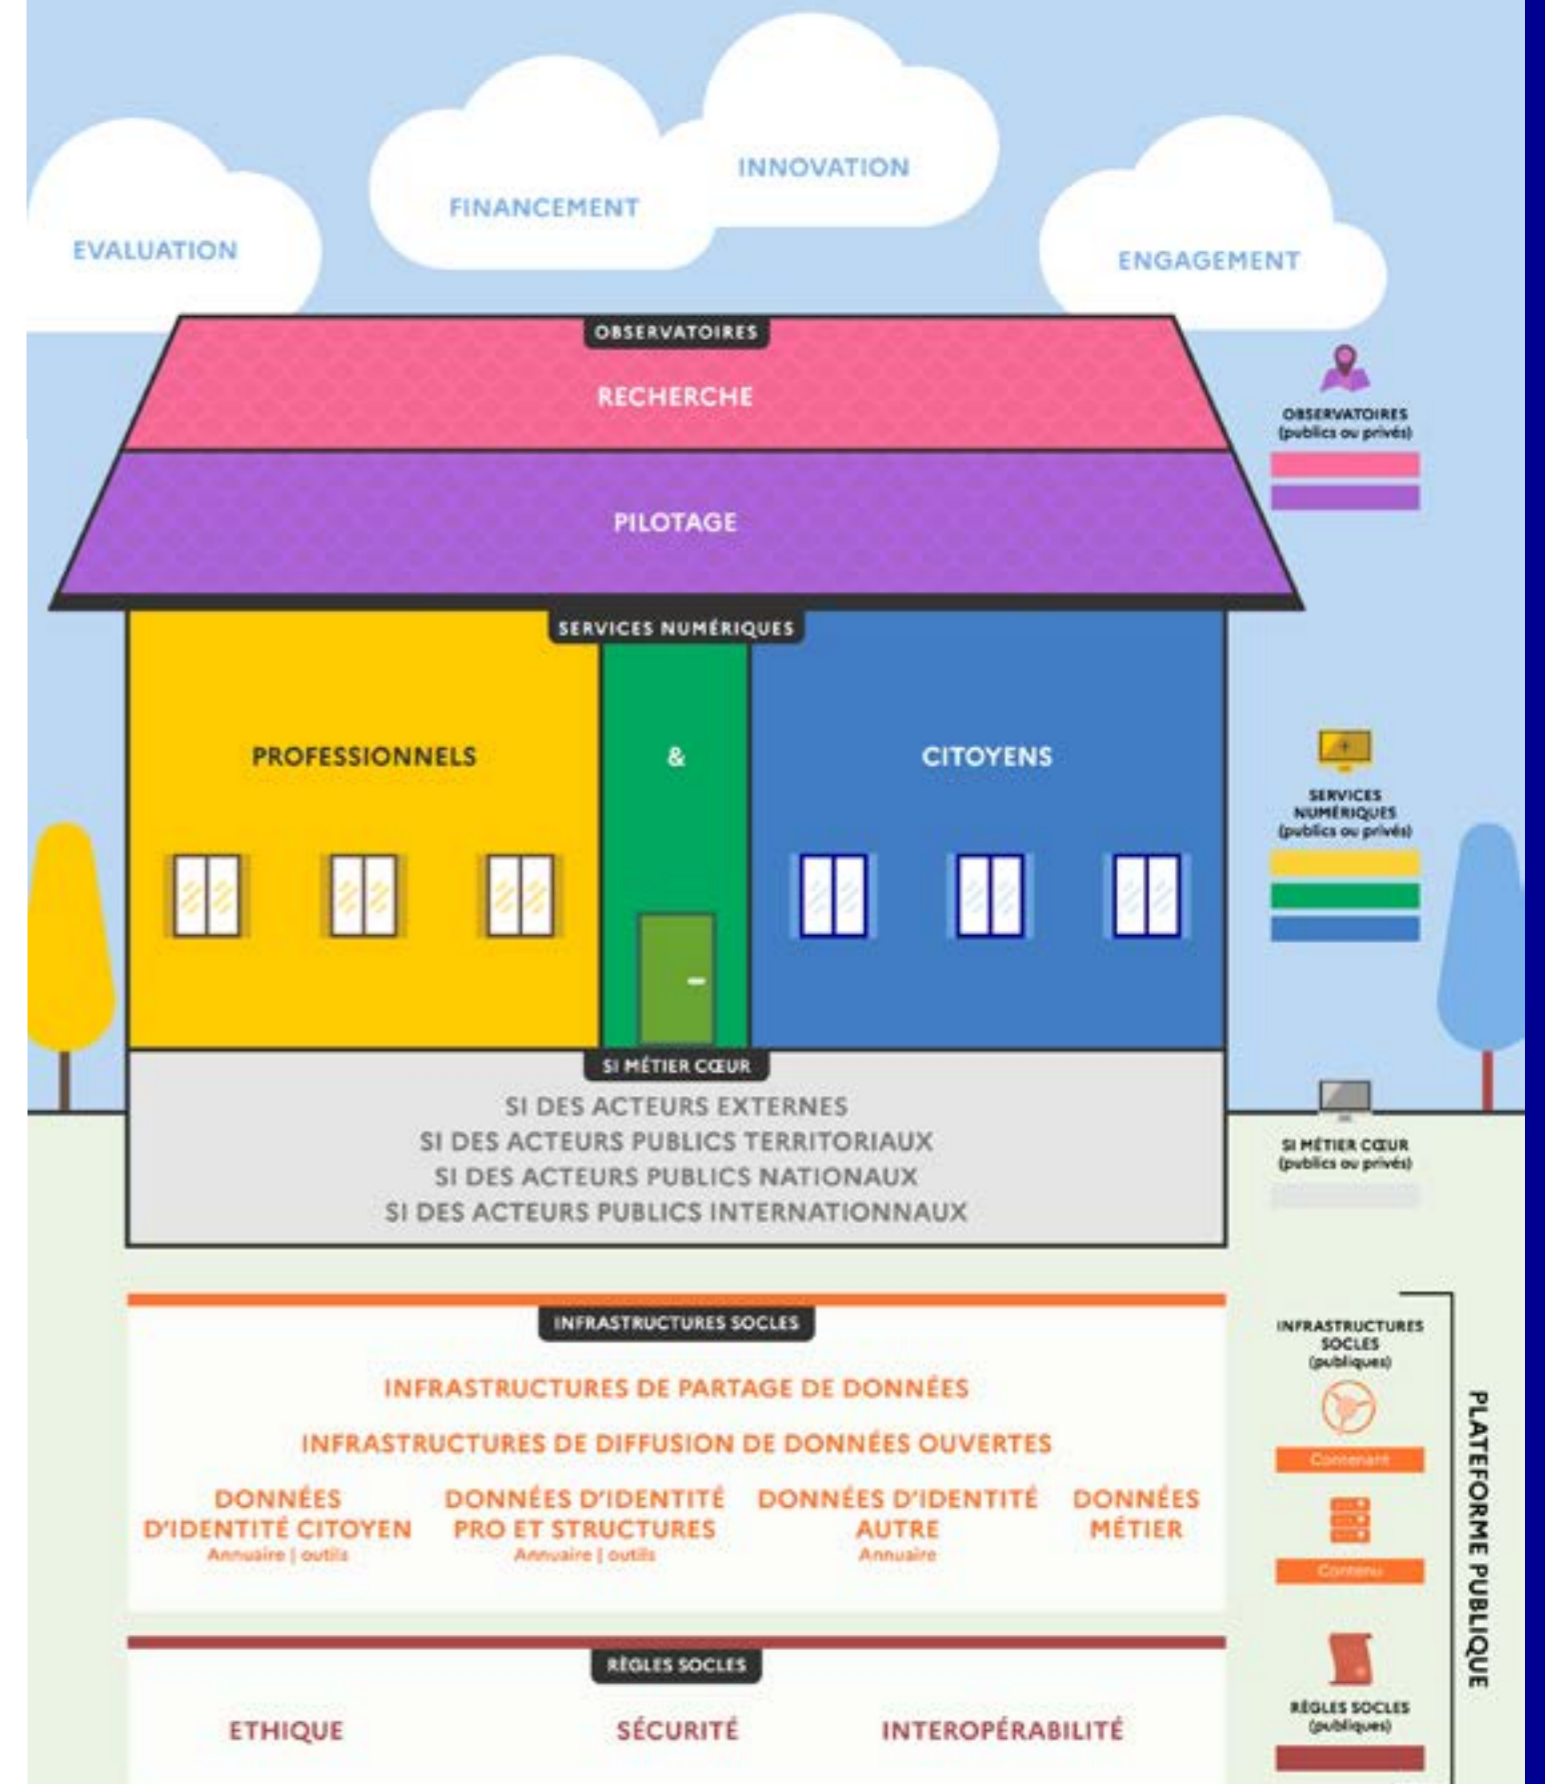 INNOVATION
FINANCEMENT
EVALUATION
ENGAGEMENT
OBSERVATOIRES
RECHERCHE
PILOTAGE
OBSERVATOIRES
(publics ou privés)
SERVICES NUMÉRIQUES
PROFESSIONNELS
&
CITOYENS
SERVICES
NUMÉRIQUES
(publics ou privés)
SI MÉTIER CŒUR
SI DES ACTEURS EXTERNES
SI DES ACTEURS PUBLICS TERRITORIAUX
SI DES ACTEURS PUBLICS NATIONAUX
SI DES ACTEURS PUBLICS INTERNATIONNAUX
SI MÉTIER CŒUR
(publics ou privés)
INFRASTRUCTURES SOCLES
INFRASTRUCTURES DE PARTAGE DE DONNÉES
INFRASTRUCTURES DE DIFFUSION DE DONNÉES OUVERTES
DONNÉES
D'IDENTITÉ CITOYEN
Annuaire | outils
DONNÉES D'IDENTITÉ
PRO ET STRUCTURES
Annuaire | outils
DONNÉES D'IDENTITÉ
AUTRE
Annuaire
DONNÉES
MÉTIER
INFRASTRUCTURES
SOCLES
(publiques)
Contenant
Contenu
PLATEFORME PUBLIQUE
RÈGLES SOCLES
ETHIQUE
SÉCURITÉ
INTEROPÉRABILITÉ
RÈGLES SOCLES
(publiques)